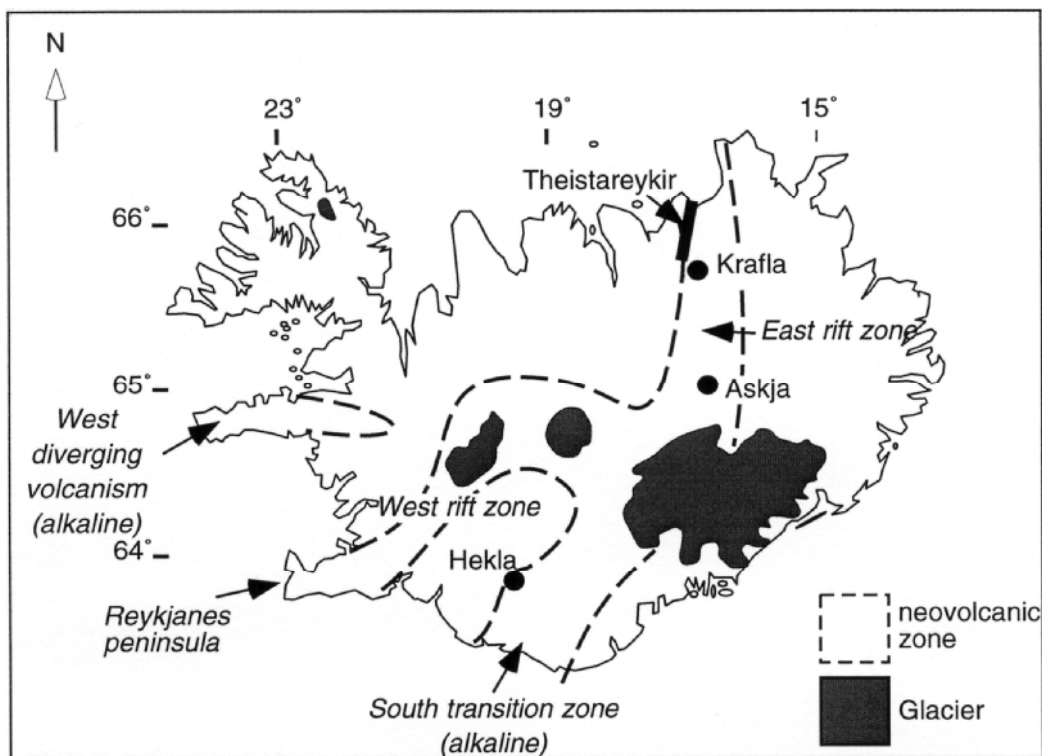 N
23°
19°
15°
Theistareykir
66°
Krafla
East rift zone
65°
Askja
West
diverging
volcanism
(alkaline)
West rift zone
64°
Hekla
Reykjanes
peninsula
neovolcanic
zone
South transition zone
(alkaline)
Glacier